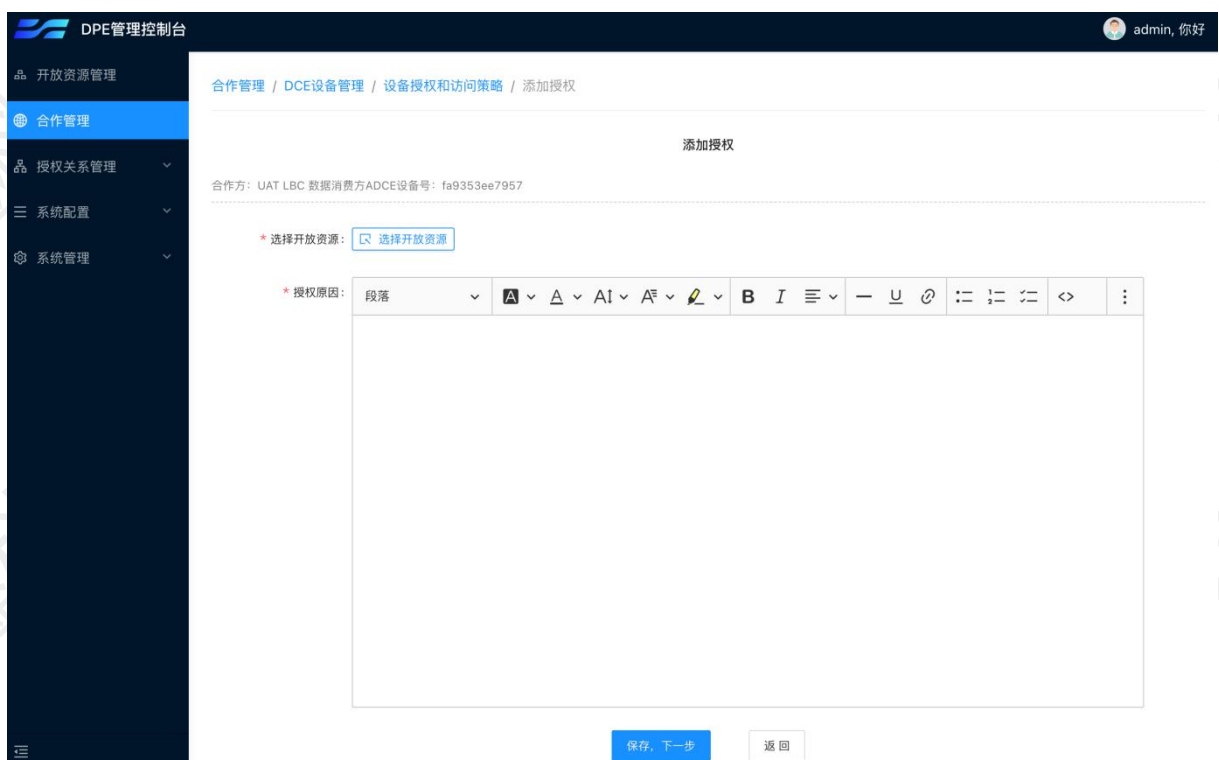 DPE管理控制台
admin, 你好
开放资源管理
合作管理
授权关系管理
系统配置
系统管理
合作管理 / DCE设备管理 / 设备授权和访问策略 / 添加授权
添加授权
合作方：UAT LBC 数据消费方ADCE设备号：fa9353ee7957
* 选择开放资源： 选择开放资源
* 授权原因：
段落
保存，下一步
返 回